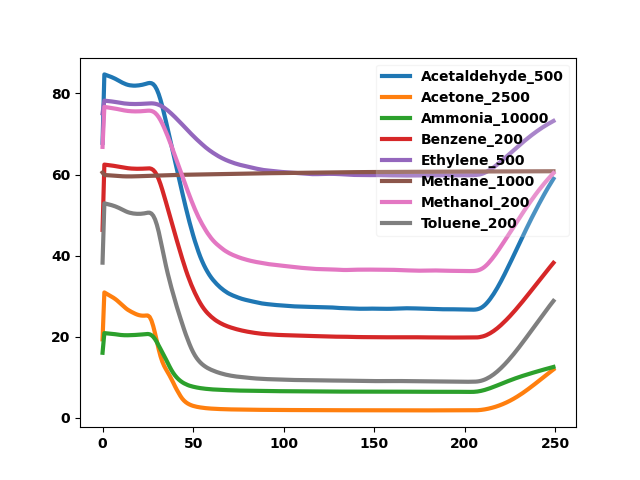 Acetaldehyde_500
Acetone_2500
Ammonia_10000
Benzene_200
Ethylene_500
Methane_1000
Methanol_200
Toluene_200
80
60
40
20
0
0 50 100 150 200 250